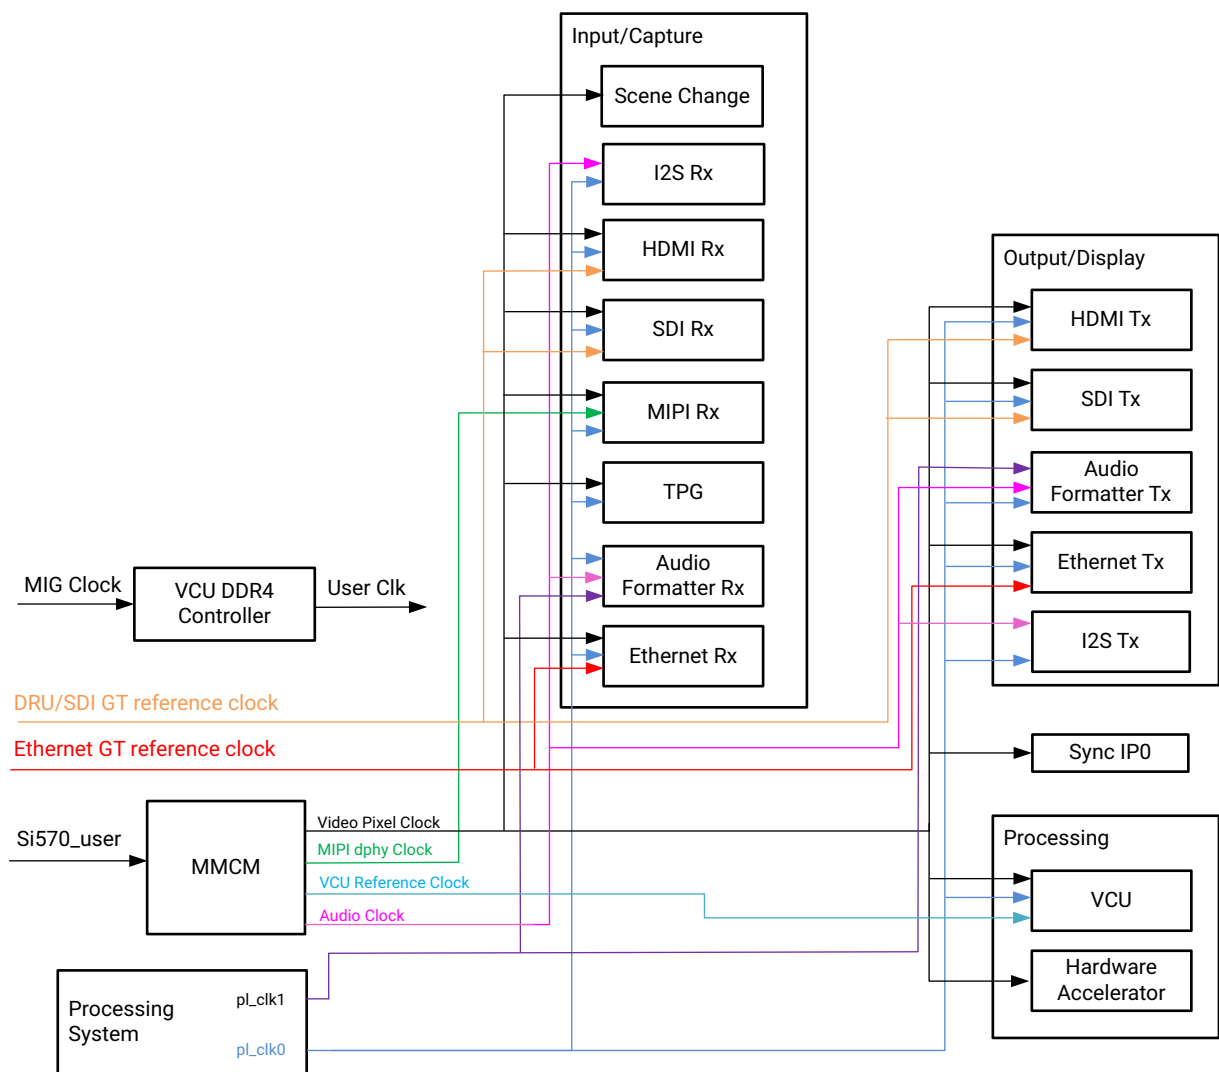 Input/Capture
Scene Change
I2S Rx
HDMI Rx
SDI Rx
MIPI Rx
TPG
Audio
Formatter Rx
Ethernet Rx
Output/Display
HDMI Tx
SDI Tx
Audio
Formatter Tx
Ethernet Tx
I2S Tx
MIG Clock
VCU DDR4
Controller
User Clk
DRU/SDI GT reference clock
Ethernet GT reference clock
Sync IP0
Si570_user
MMCM
Video Pixel Clock
MIPI dphy Clock
VCU Reference Clock
Audio Clock
Processing
VCU
Hardware
Accelerator
Processing
System
pl_clk1
pl_clk0